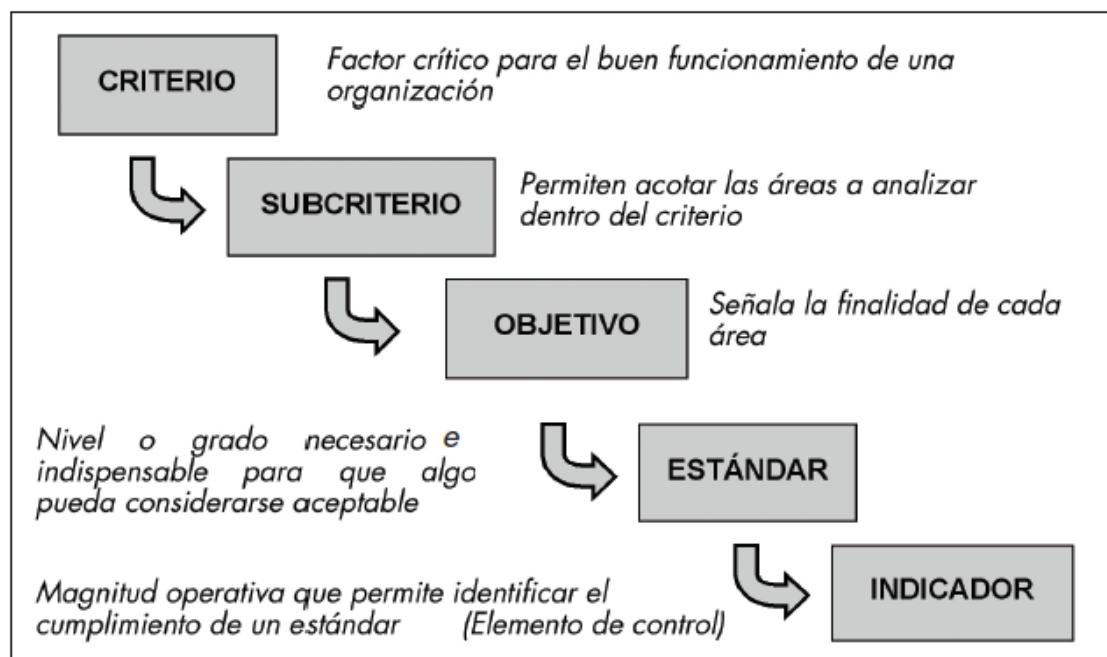 CRITERIO
Factor crítico para el buen funcionamiento de una
organización
SUBCRITERIO
Permiten acotar las áreas a analizar
dentro del criterio
OBJETIVO
Señala la finalidad de cada
área
Nivel o grado necesario e
indispensable para que algo
pueda considerarse aceptable
ESTÁNDAR
Magnitud operativa que permite identificar el
cumplimiento de un estándar (Elemento de control)
INDICADOR